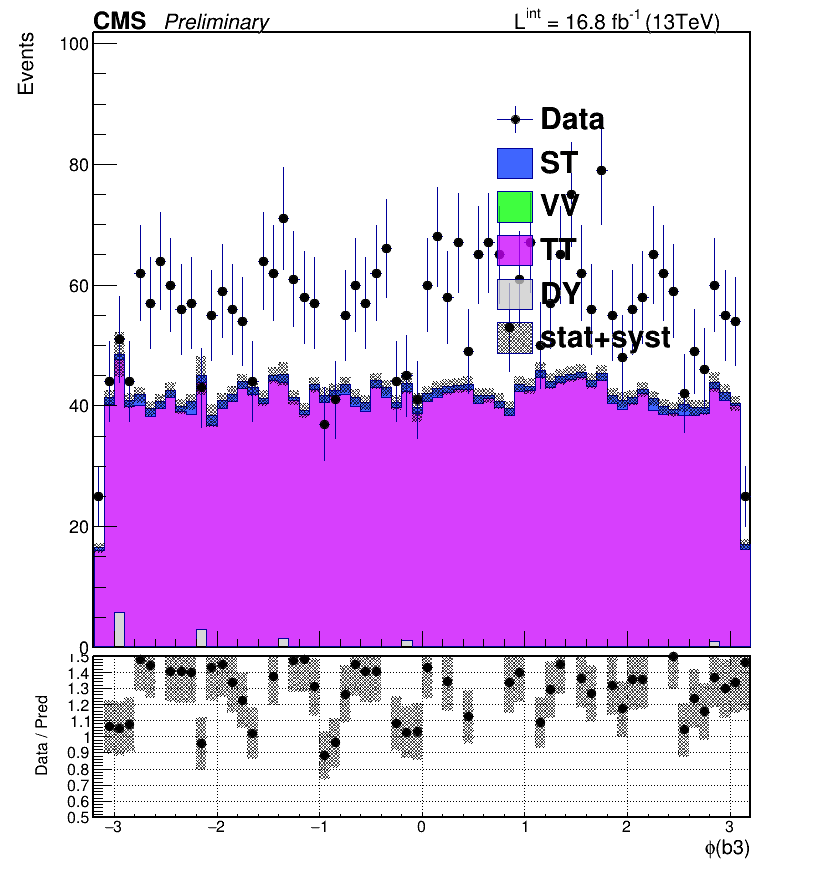 CMS Preliminary L^int = 16.8 fb^-1 (13TeV)
Events
100
80
60
40
20
0
Data
ST
VV
TT
DY
stat+syst
Data / Pred
1.5
1.4
1.3
1.2
1.1
1
0.9
0.8
0.7
0.6
0.5
−3 −2 −1 0 1 2 3
ϕ(b3)